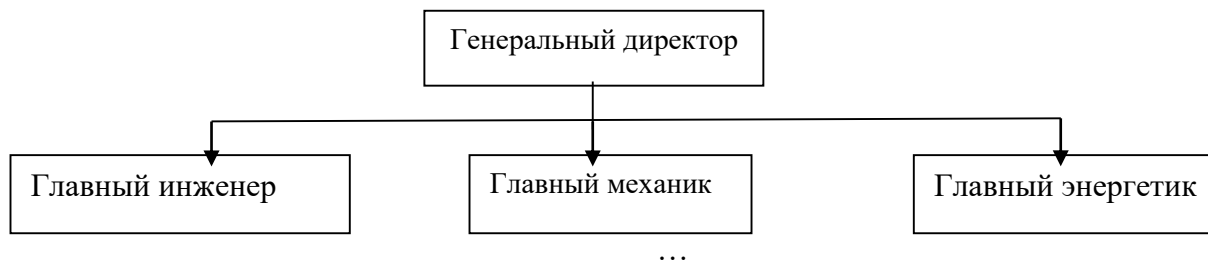 Генеральный директор
Главный инженер
Главный механик
Главный энергетик
…